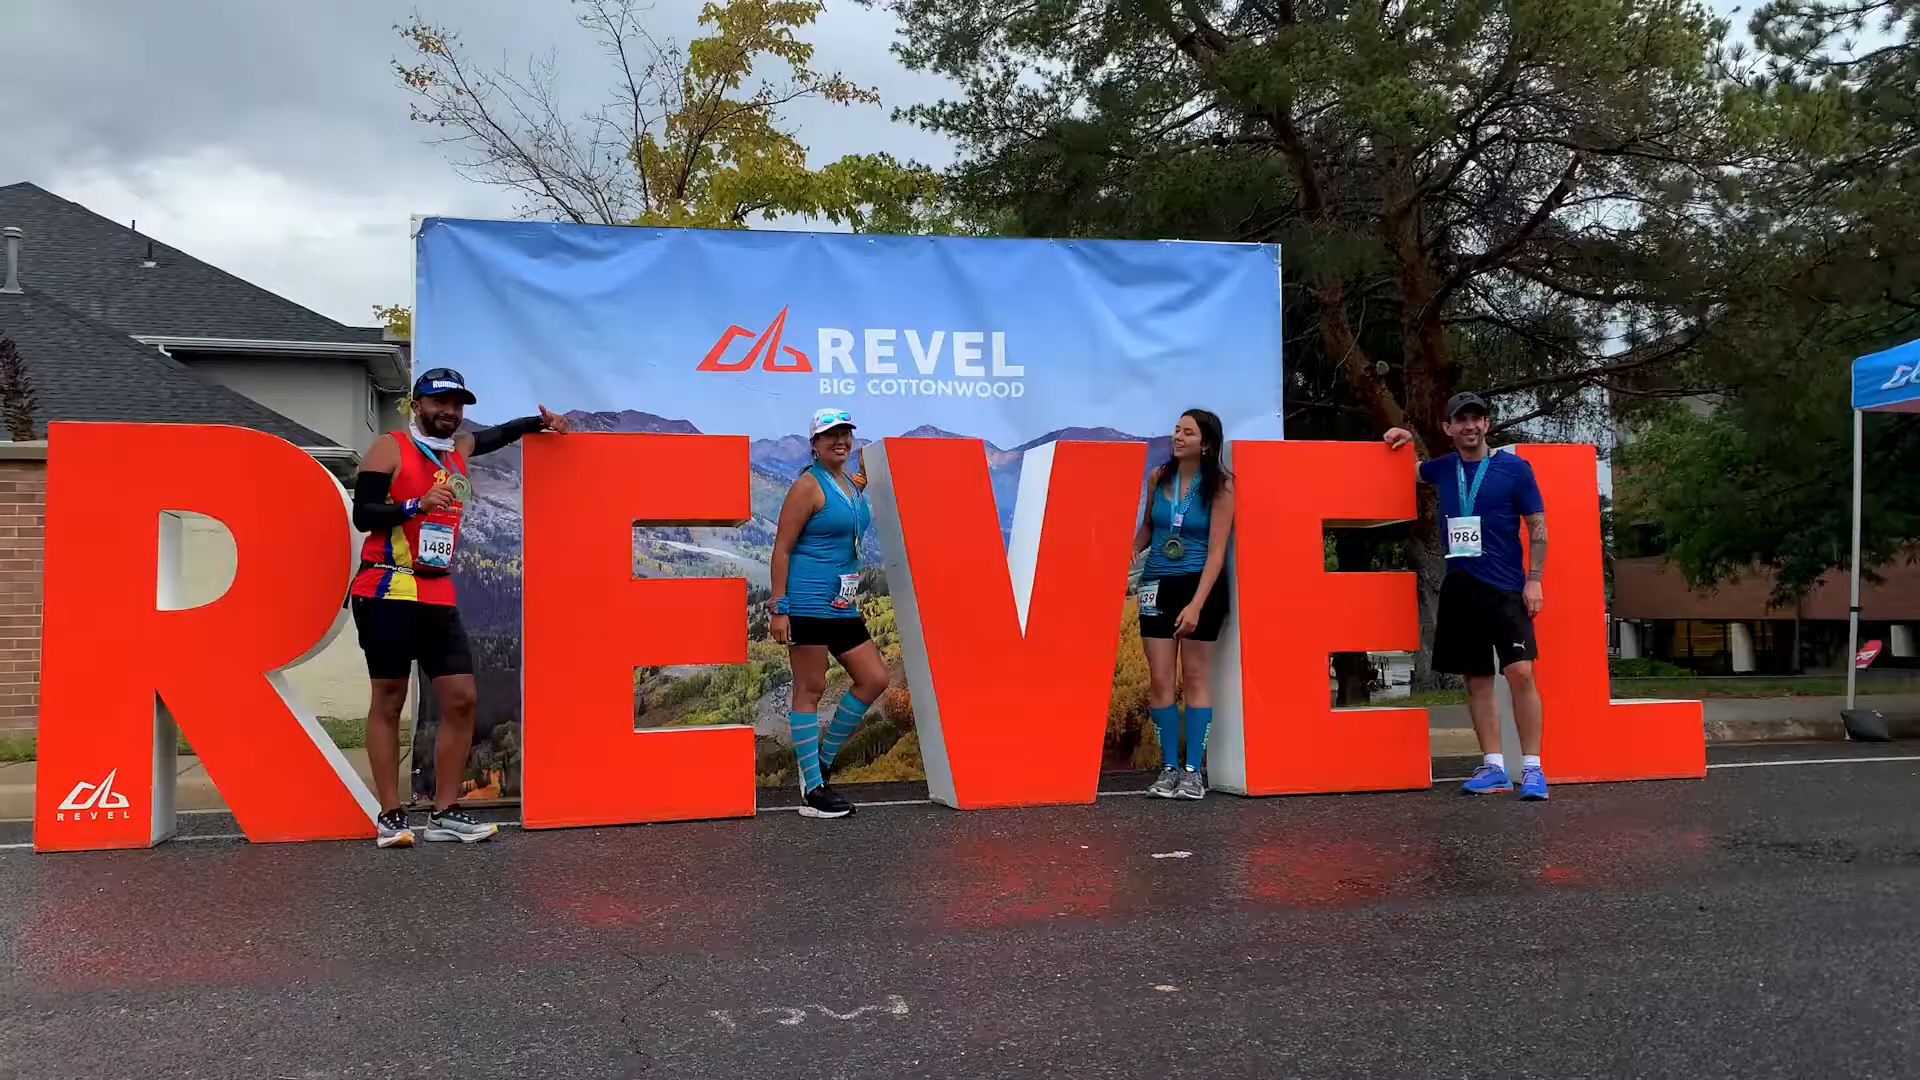 REVEL
BIG COTTONWOOD
REVEL
REVEL
1488
1986